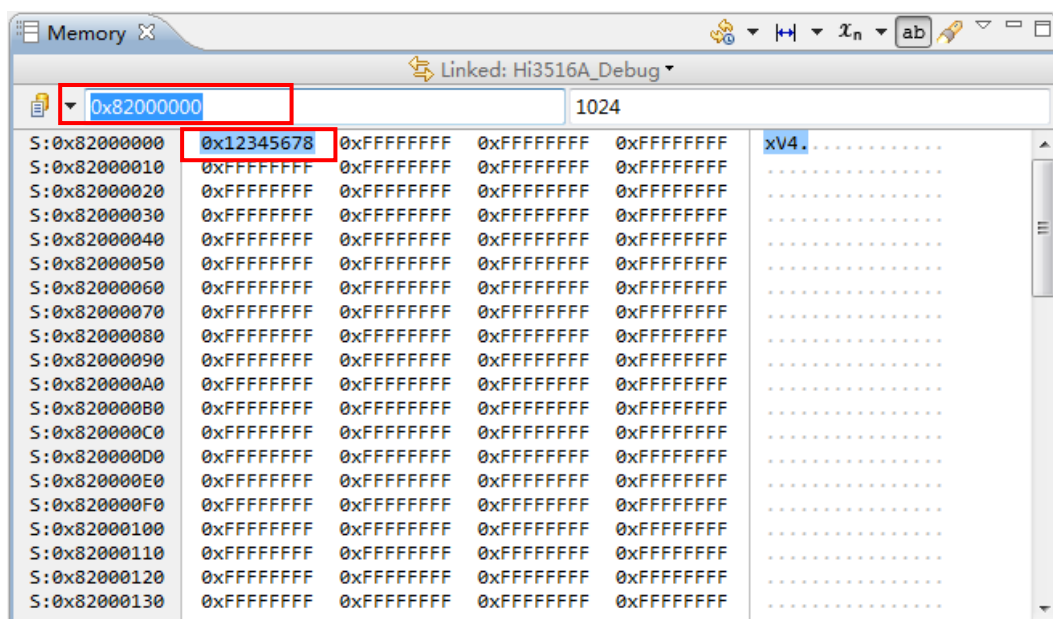 Memory
xn ab
Linked: Hi3516A_Debug
0x82000000 1024
S:0x82000000 0x12345678 0xFFFFFFFF 0xFFFFFFFF 0xFFFFFFFF xV4.............
S:0x82000010 0xFFFFFFFF 0xFFFFFFFF 0xFFFFFFFF 0xFFFFFFFF ................
S:0x82000020 0xFFFFFFFF 0xFFFFFFFF 0xFFFFFFFF 0xFFFFFFFF ................
S:0x82000030 0xFFFFFFFF 0xFFFFFFFF 0xFFFFFFFF 0xFFFFFFFF ................
S:0x82000040 0xFFFFFFFF 0xFFFFFFFF 0xFFFFFFFF 0xFFFFFFFF ................
S:0x82000050 0xFFFFFFFF 0xFFFFFFFF 0xFFFFFFFF 0xFFFFFFFF ................
S:0x82000060 0xFFFFFFFF 0xFFFFFFFF 0xFFFFFFFF 0xFFFFFFFF ................
S:0x82000070 0xFFFFFFFF 0xFFFFFFFF 0xFFFFFFFF 0xFFFFFFFF ................
S:0x82000080 0xFFFFFFFF 0xFFFFFFFF 0xFFFFFFFF 0xFFFFFFFF ................
S:0x82000090 0xFFFFFFFF 0xFFFFFFFF 0xFFFFFFFF 0xFFFFFFFF ................
S:0x820000A0 0xFFFFFFFF 0xFFFFFFFF 0xFFFFFFFF 0xFFFFFFFF ................
S:0x820000B0 0xFFFFFFFF 0xFFFFFFFF 0xFFFFFFFF 0xFFFFFFFF ................
S:0x820000C0 0xFFFFFFFF 0xFFFFFFFF 0xFFFFFFFF 0xFFFFFFFF ................
S:0x820000D0 0xFFFFFFFF 0xFFFFFFFF 0xFFFFFFFF 0xFFFFFFFF ................
S:0x820000E0 0xFFFFFFFF 0xFFFFFFFF 0xFFFFFFFF 0xFFFFFFFF ................
S:0x820000F0 0xFFFFFFFF 0xFFFFFFFF 0xFFFFFFFF 0xFFFFFFFF ................
S:0x82000100 0xFFFFFFFF 0xFFFFFFFF 0xFFFFFFFF 0xFFFFFFFF ................
S:0x82000110 0xFFFFFFFF 0xFFFFFFFF 0xFFFFFFFF 0xFFFFFFFF ................
S:0x82000120 0xFFFFFFFF 0xFFFFFFFF 0xFFFFFFFF 0xFFFFFFFF ................
S:0x82000130 0xFFFFFFFF 0xFFFFFFFF 0xFFFFFFFF 0xFFFFFFFF ................